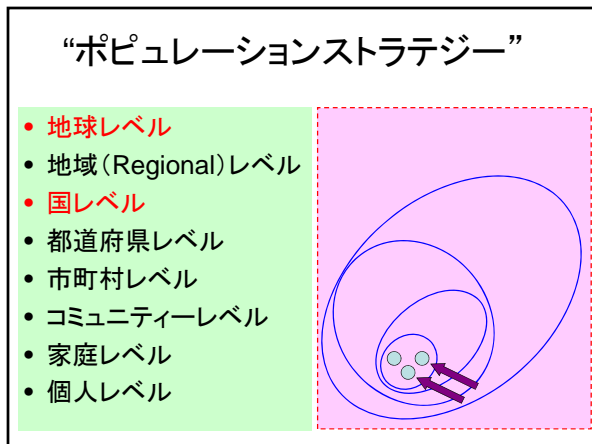 “ポピュレーションストラテジー”
• 地球レベル
• 地域（Regional）レベル
• 国レベル
• 都道府県レベル
• 市町村レベル
• コミュニティーレベル
• 家庭レベル
• 個人レベル